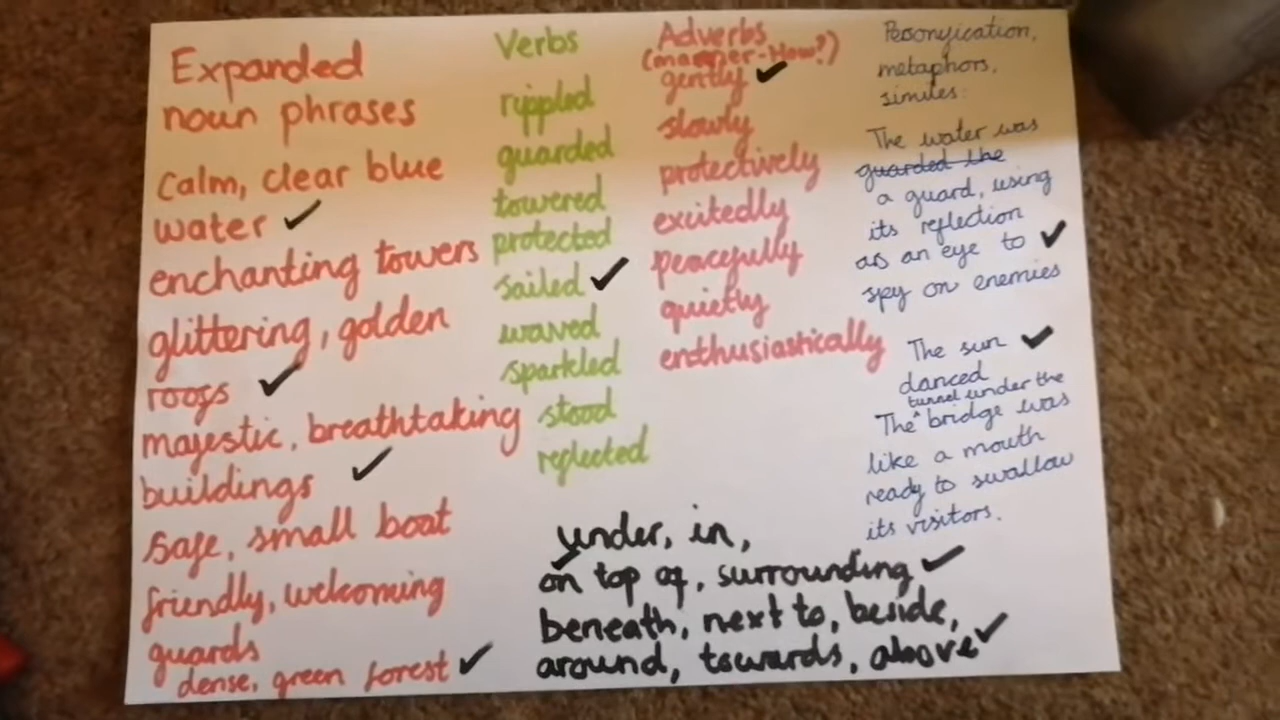 Expanded
noun phrases
Calm, clear blue
water ✓
enchanting towers
glittering, golden
roofs ✓
majestic, breathtaking
buildings ✓
safe, small boat
friendly, welcoming
guards
dense, green forest ✓
Verbs
rippled
guarded
towered
protected
sailed ✓
waved
sparkled
stood
reflected
Adverbs
(manner-How?)
gently ✓
slowly
protectively
excitedly
peacefully
quietly
enthusiastically
Personification,
metaphors,
similes:
The water was
guarded the
a guard, using
its reflection
as an eye to ✓
spy on enemies
The sun ✓
danced
tunnel under the
The ^ bridge was
like a mouth
ready to swallow
its visitors.
under, in,
on top of, surrounding ✓
beneath, next to, beside,
around, towards, above ✓